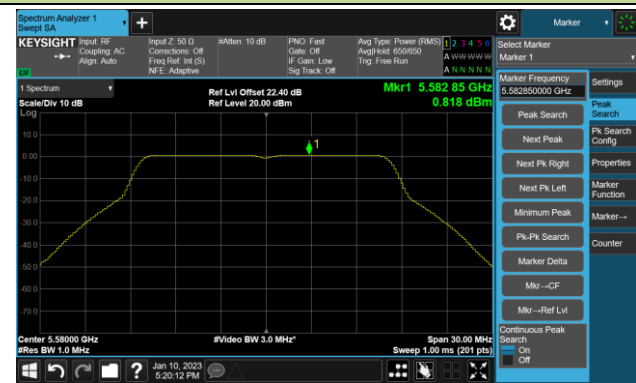 Spectrum Analyzer 1
Swept SA
+
Marker
KEYSIGHT
Input: RF
Coupling: AC
Align: Auto
Input Z: 50 Ω
Corrections: Off
Freq Ref: Int (S)
NFE: Adaptive
#Atten: 10 dB
PNO: Fast
Gate: Off
IF Gain: Low
Sig Track: Off
Avg Type: Power (RMS)
Avg|Hold: 650/650
Trig: Free Run
1 2 3 4 5 6
A W W W W W
A N N N N N
Select Marker
Marker 1
1 Spectrum
Scale/Div 10 dB
Log
Ref Lvl Offset 22.40 dB
Ref Level 20.00 dBm
Mkr1 5.582 85 GHz
0.818 dBm
Marker Frequency
5.582850000 GHz
Settings
Peak Search
Peak
Search
Next Peak
Pk Search
Config
Next Pk Right
Properties
Next Pk Left
Marker
Function
Minimum Peak
Marker→
Pk-Pk Search
Counter
Marker Delta
Mkr→CF
Mkr→Ref Lvl
Continuous Peak
Search
On
Off
10.0
0.00
-10.0
-20.0
-30.0
-40.0
-50.0
-60.0
-70.0
1
Center 5.58000 GHz
#Res BW 1.0 MHz
#Video BW 3.0 MHz*
Span 30.00 MHz
Sweep 1.00 ms (201 pts)
?
Jan 10, 2023
5:20:12 PM